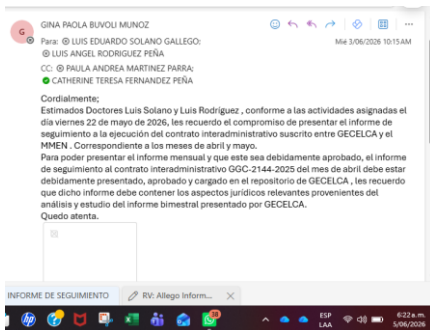 G
GINA PAOLA BUVOLI MUNOZ
Para: LUIS EDUARDO SOLANO GALLEGO;
LUIS ANGEL RODRIGUEZ PEÑA
CC: PAULA ANDREA MARTINEZ PARRA;
CATHERINE TERESA FERNANDEZ PEÑA
Mié 3/06/2026 10:15 AM
Cordialmente;
Estimados Doctores Luis Solano y Luis Rodríguez , conforme a las actividades asignadas el
día viernes 22 de mayo de 2026, les recuerdo el compromiso de presentar el informe de
seguimiento a la ejecución del contrato interadministrativo suscrito entre GECELCA y el
MMEN . Correspondiente a los meses de abril y mayo.
Para poder presentar el informe mensual y que este sea debidamente aprobado, el informe
de seguimiento al contrato interadministrativo GGC-2144-2025 del mes de abril debe estar
debidamente presentado, aprobado y cargado en el repositorio de GECELCA , les recuerdo
que dicho informe debe contener los aspectos jurídicos relevantes provenientes del
análisis y estudio del informe bimestral presentado por GECELCA.
Quedo atenta.
INFORME DE SEGUIMIENTO
RV: Allego Inform...
ESP
LAA
6:22 a.m.
5/06/2026